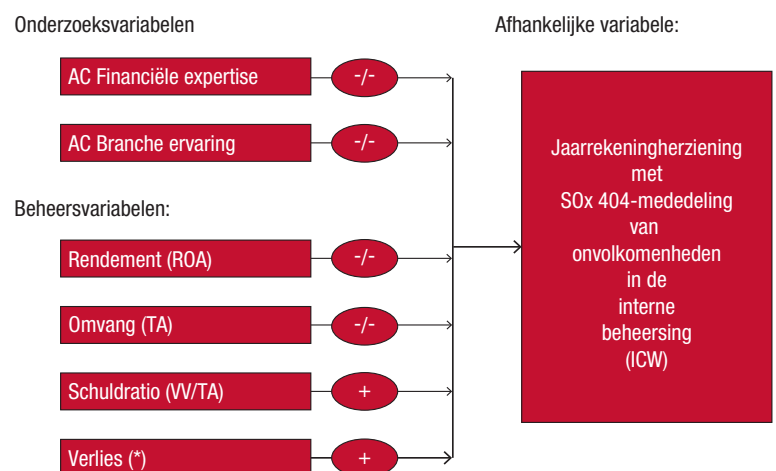 Onderzoeksvariabelen
Afhankelijke variabele:
AC Financiële expertise
-/-
AC Branche ervaring
-/-
Beheersvariabelen:
Rendement (ROA)
-/-
Omvang (TA)
-/-
Schuldratio (VV/TA)
+
Verlies (*)
+
Jaarrekeningherziening
met
SOx 404-mededeling
van
onvolkomenheden
in de
interne
beheersing
(ICW)